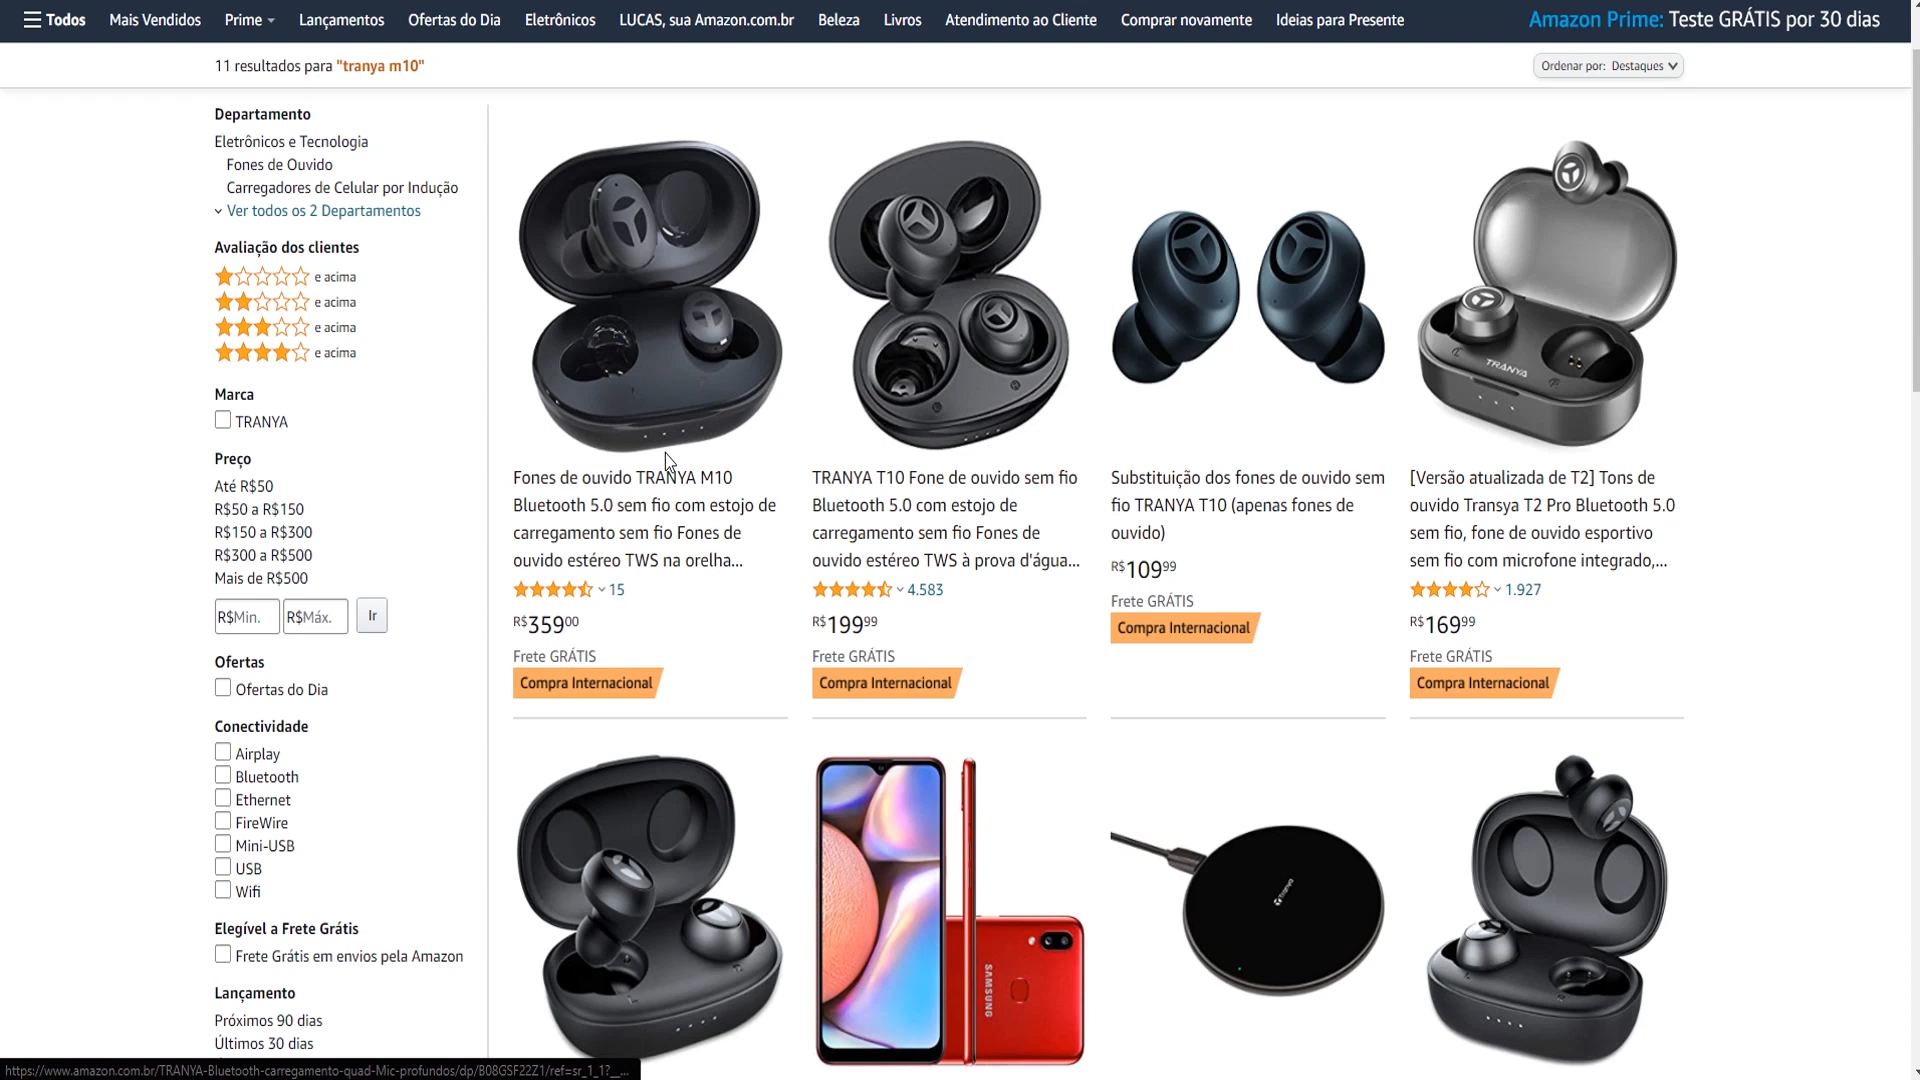 Todos Mais Vendidos Prime Lançamentos Ofertas do Dia Eletrônicos LUCAS, sua Amazon.com.br Beleza Livros Atendimento ao Cliente Comprar novamente Ideias para Presente Amazon Prime: Teste GRÁTIS por 30 dias
11 resultados para "tranya m10"
Ordenar por: Destaques
Departamento
Eletrônicos e Tecnologia
Fones de Ouvido
Carregadores de Celular por Indução
Ver todos os 2 Departamentos
Avaliação dos clientes
e acima
e acima
e acima
e acima
Marca
TRANYA
Preço
Até R$50
R$50 a R$150
R$150 a R$300
R$300 a R$500
Mais de R$500
R$Min. R$Máx. Ir
Ofertas
Ofertas do Dia
Conectividade
Airplay
Bluetooth
Ethernet
FireWire
Mini-USB
USB
Wifi
Elegível a Frete Grátis
Frete Grátis em envios pela Amazon
Lançamento
Próximos 90 dias
Últimos 30 dias
Fones de ouvido TRANYA M10
Bluetooth 5.0 sem fio com estojo de
carregamento sem fio Fones de
ouvido estéreo TWS na orelha...
15
R$35900
Frete GRÁTIS
Compra Internacional
TRANYA T10 Fone de ouvido sem fio
Bluetooth 5.0 com estojo de
carregamento sem fio Fones de
ouvido estéreo TWS à prova d'água...
4.583
R$19999
Frete GRÁTIS
Compra Internacional
Substituição dos fones de ouvido sem
fio TRANYA T10 (apenas fones de
ouvido)
R$10999
Frete GRÁTIS
Compra Internacional
TRANYA
[Versão atualizada de T2] Tons de
ouvido Transya T2 Pro Bluetooth 5.0
sem fio, fone de ouvido esportivo
sem fio com microfone integrado,...
1.927
R$16999
Frete GRÁTIS
Compra Internacional
SAMSUNG
Tranya
https://www.amazon.com.br/TRANYA-Bluetooth-carregamento-quad-Mic-profundos/dp/B08GSF22Z1/ref=sr_1_1?__...